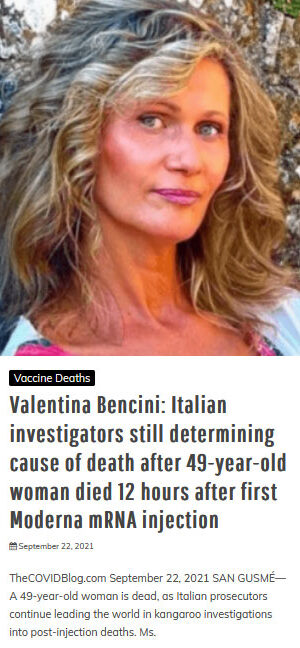 Vaccine Deaths
Valentina Bencini: Italian
investigators still determining
cause of death after 49-year-old
woman died 12 hours after first
Moderna mRNA injection
September 22, 2021
TheCOVIDBlog.com September 22, 2021 SAN GUSMÉ—
A 49-year-old woman is dead, as Italian prosecutors
continue leading the world in kangaroo investigations
into post-injection deaths. Ms.